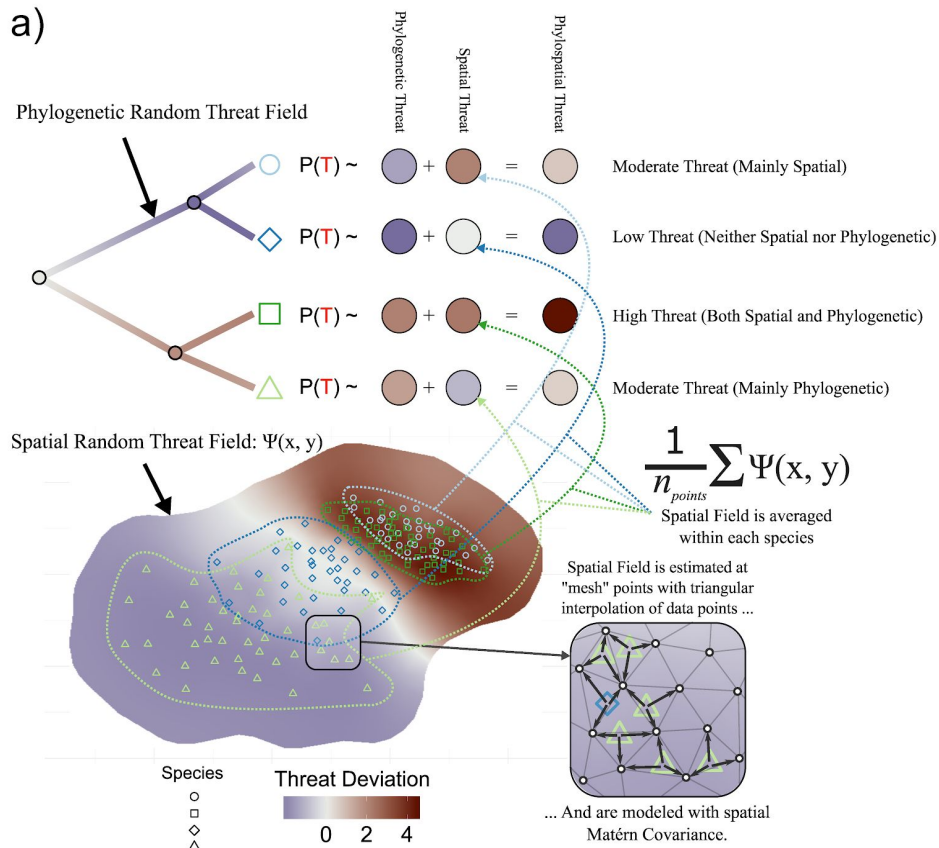 a)
Phylogenetic Threat
Spatial Threat
Phylospatial Threat
Phylogenetic Random Threat Field
P(T) ~ + = Moderate Threat (Mainly Spatial)
P(T) ~ + = Low Threat (Neither Spatial nor Phylogenetic)
P(T) ~ + = High Threat (Both Spatial and Phylogenetic)
P(T) ~ + = Moderate Threat (Mainly Phylogenetic)
Spatial Random Threat Field: Ψ(x, y)
1
n points ∑ Ψ(x, y)
Spatial Field is averaged
within each species
Spatial Field is estimated at
"mesh" points with triangular
interpolation of data points ...
Species
Threat Deviation
0 2 4
... And are modeled with spatial
Matérn Covariance.